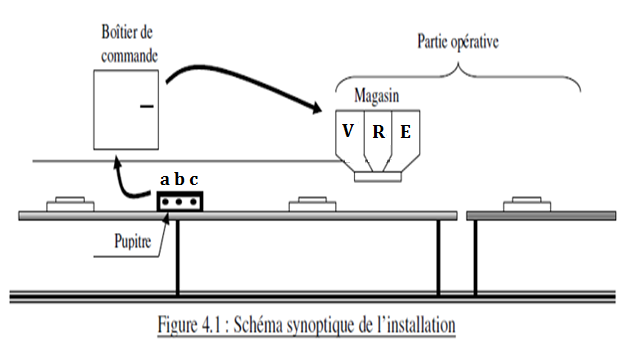 Boîtier de
commande
Partie opérative
Magasin
V R E
a b c
Pupitre
Figure 4.1 : Schéma synoptique de l'installation